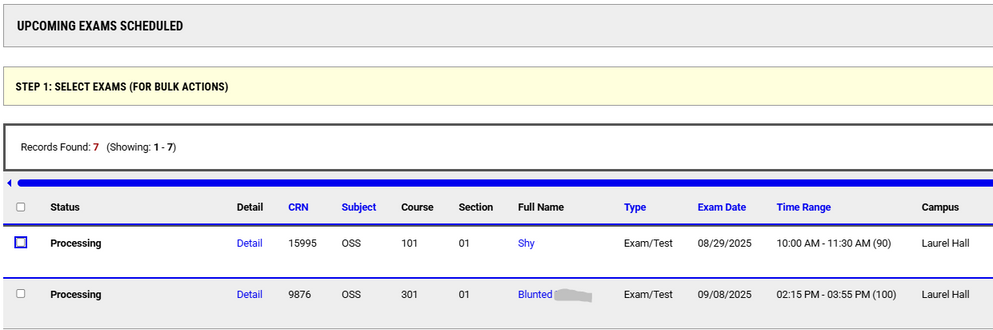 UPCOMING EXAMS SCHEDULED
STEP 1: SELECT EXAMS (FOR BULK ACTIONS)
Records Found: 7 (Showing: 1 - 7)
Status Detail CRN Subject Course Section Full Name Type Exam Date Time Range Campus
Processing Detail 15995 OSS 101 01 Shy Exam/Test 08/29/2025 10:00 AM - 11:30 AM (90) Laurel Hall
Processing Detail 9876 OSS 301 01 Blunted Exam/Test 09/08/2025 02:15 PM - 03:55 PM (100) Laurel Hall